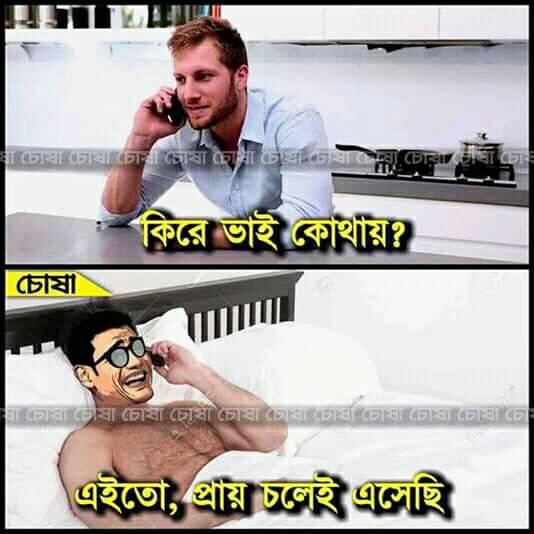 চোষা চোষা চোষা চোষা চোষা চোষা চোষা চোষা চোষা
কিরে ভাই কোথায়?
চোষা
চোষা চোষা চোষা চোষা চোষা চোষা চোষা চোষা চোষা
এইতো, প্রায় চলেই এসেছি